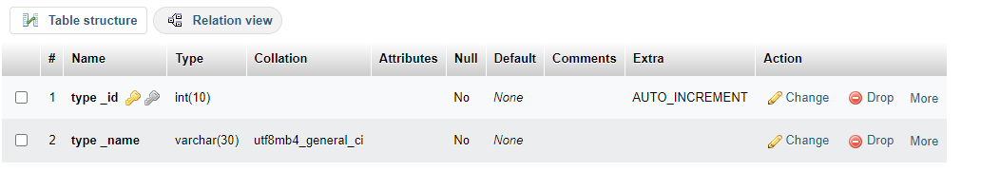 Table structure Relation view
# Name Type Collation Attributes Null Default Comments Extra Action
1 type _id int(10) No None AUTO_INCREMENT Change Drop More
2 type _name varchar(30) utf8mb4_general_ci No None Change Drop More